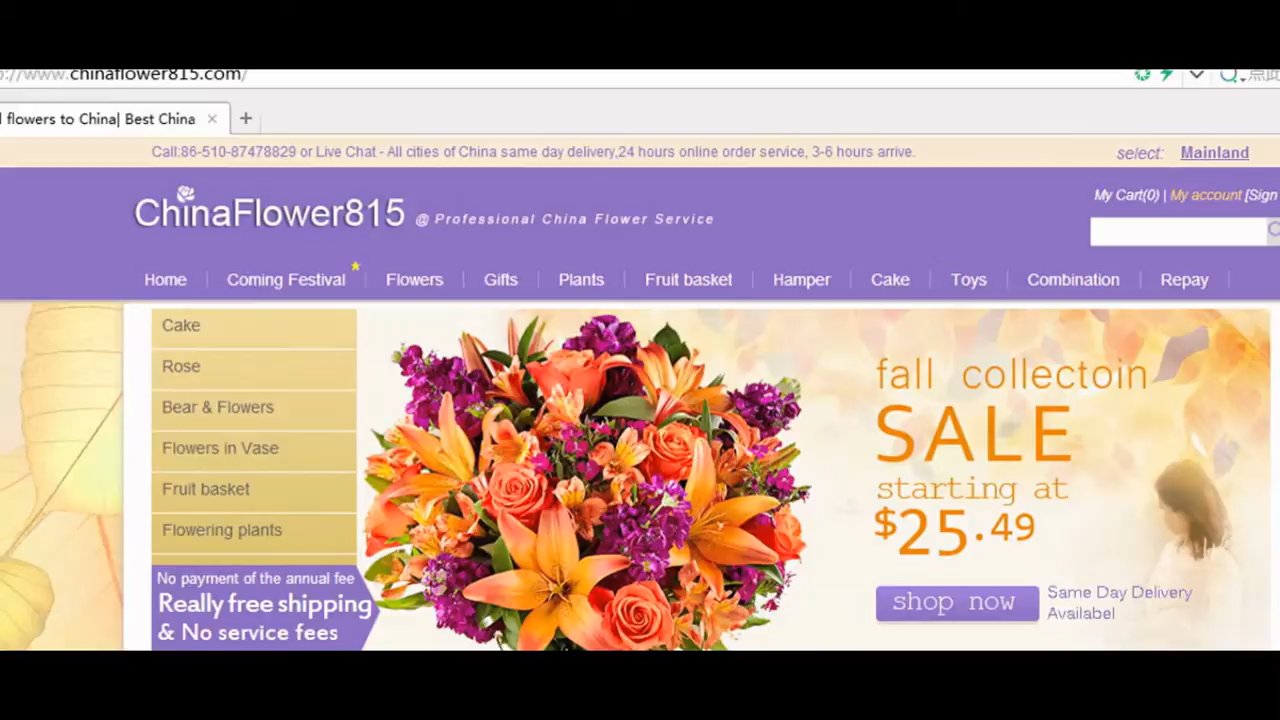 ://www.chinaflower815.com/
flowers to China| Best China
Call:86-510-87478829 or Live Chat - All cities of China same day delivery,24 hours online order service, 3-6 hours arrive.
select: Mainland
ChinaFlower815 @ Professional China Flower Service
My Cart(0) | My account [Sign
Home Coming Festival Flowers Gifts Plants Fruit basket Hamper Cake Toys Combination Repay
Cake
Rose
Bear & Flowers
Flowers in Vase
Fruit basket
Flowering plants
No payment of the annual fee
Really free shipping
& No service fees
fall collectoin
SALE
starting at
$25.49
shop now
Same Day Delivery
Availabel